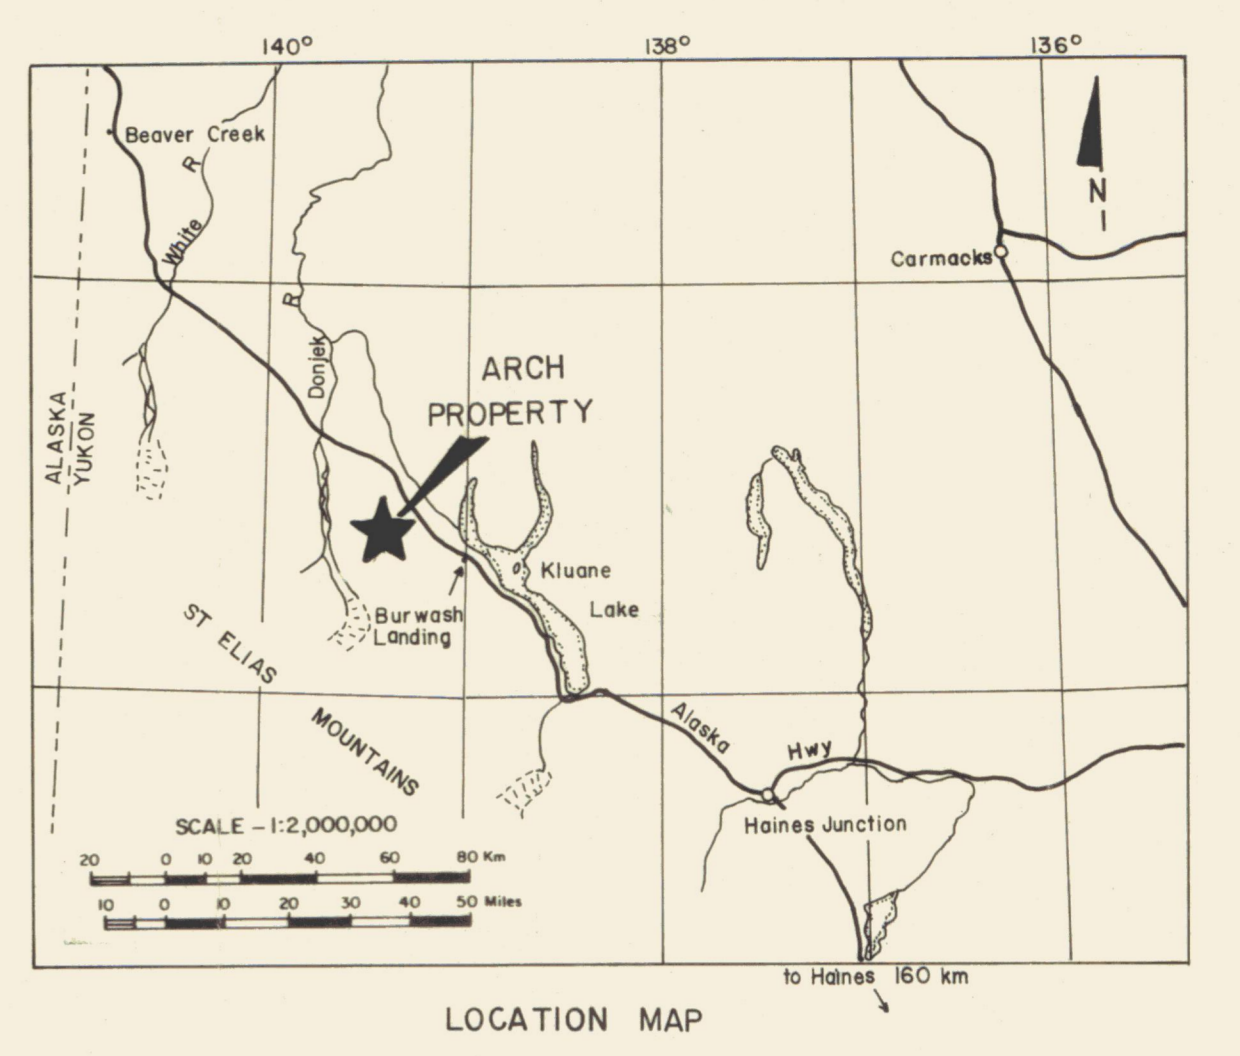 140° 138° 136°
Beaver Creek
R
White
N
Carmacks
R
Donjek
ARCH
PROPERTY
ALASKA
YUKON
Kluane
Lake
Burwash
Landing
ST ELIAS
MOUNTAINS
Alaska
Hwy
Haines Junction
SCALE - 1:2,000,000
20 0 10 20 40 60 80 Km
10 0 10 20 30 40 50 Miles
to Haines 160 km
LOCATION MAP